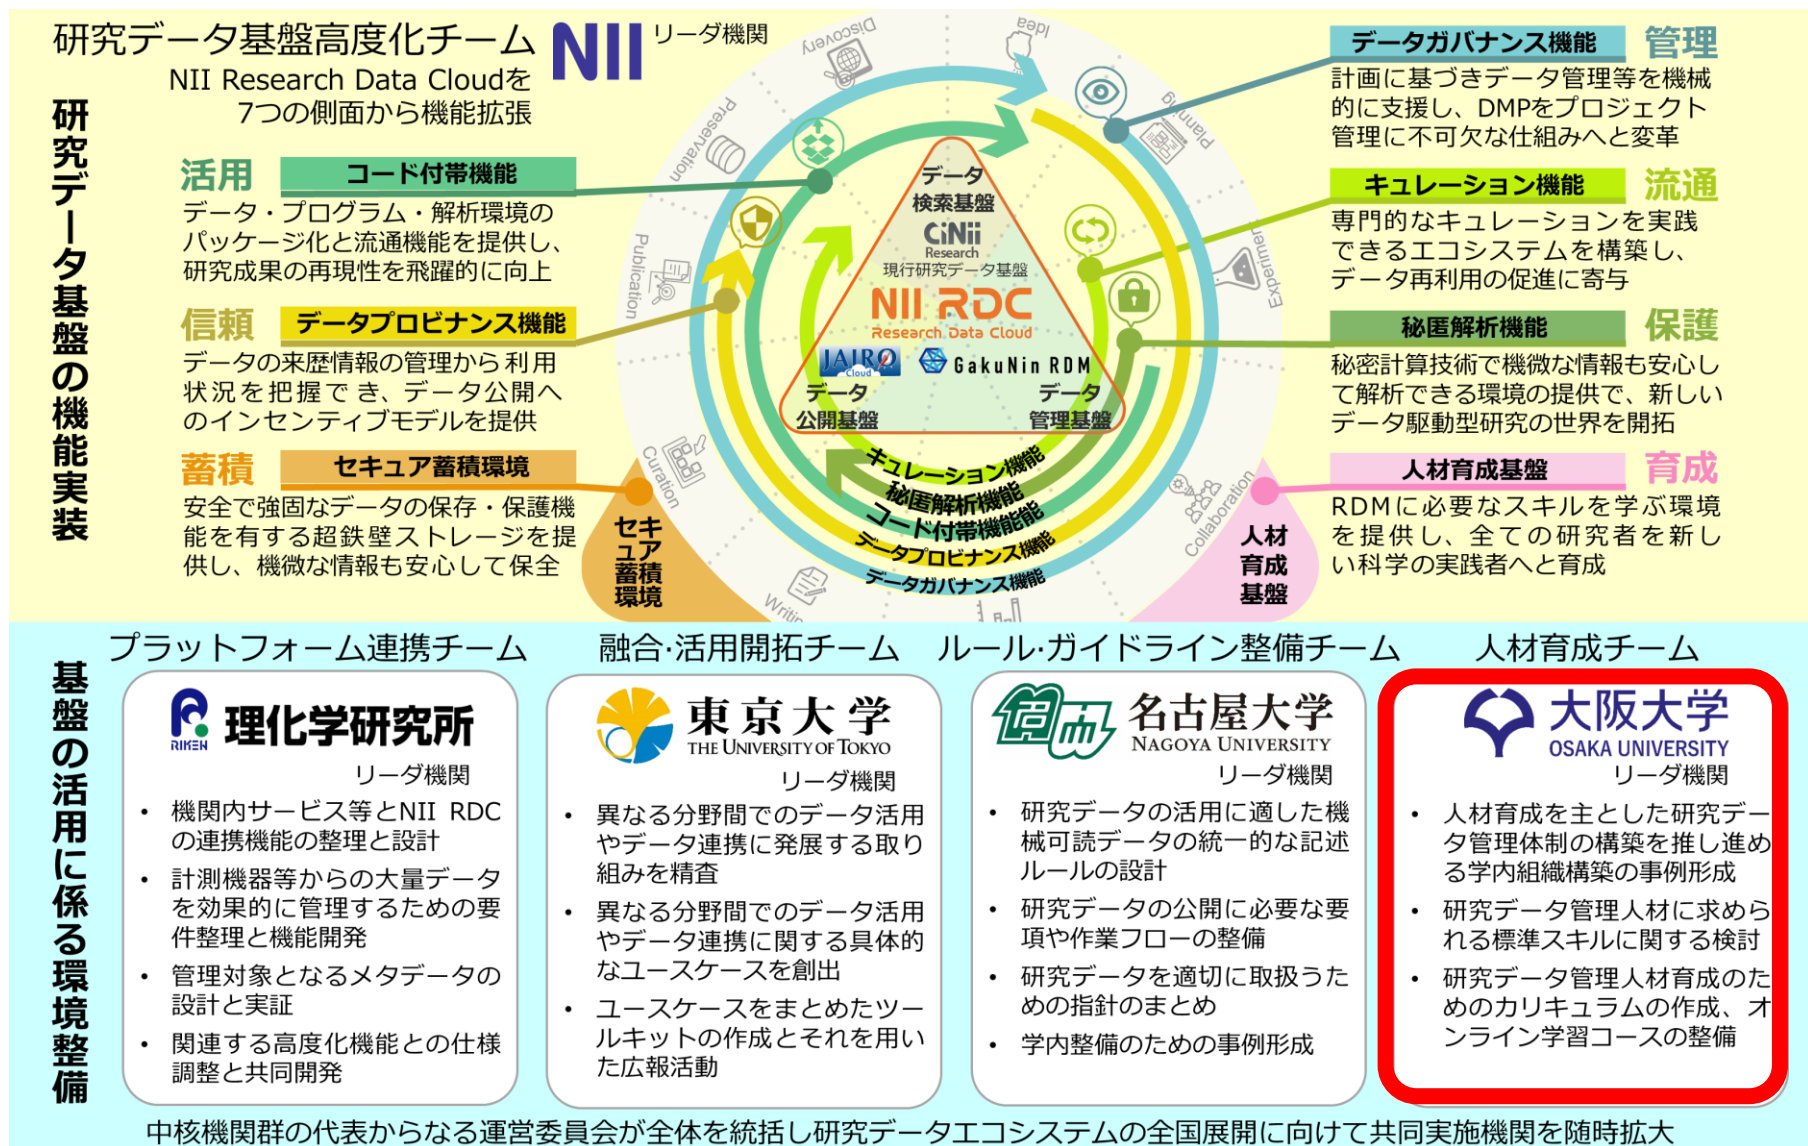 研究データ基盤高度化チーム
NII
リーダ機関
NII Research Data Cloudを
7つの側面から機能拡張
研究データ基盤の機能実装
活用
コード付帯機能
データ・プログラム・解析環境の
パッケージ化と流通機能を提供し、
研究成果の再現性を飛躍的に向上
信頼
データプロビナンス機能
データの来歴情報の管理から利用
状況を把握でき、データ公開へ
のインセンティブモデルを提供
蓄積
セキュア蓄積環境
安全で強固なデータの保存・保護機
能を有する超鉄壁ストレージを提
供し、機微な情報も安心して保全
Discovery
Idea
Planning
Experimen
Collaboration
Writin
Curation
Publication
Preservation
データ
検索基盤
CiNii
Research
現行研究データ基盤
NII RDC
Research Data Cloud
JAIRO
Cloud
GakuNin RDM
データ
公開基盤
データ
管理基盤
キュレーション機能
秘匿解析機能
コード付帯機能能
データプロビナンス機能
データガバナンス機能
セキ
ュア
蓄積
環境
人材
育成
基盤
データガバナンス機能
管理
計画に基づきデータ管理等を機械
的に支援し、DMPをプロジェクト
管理に不可欠な仕組みへと変革
キュレーション機能
流通
専門的なキュレーションを実践
できるエコシステムを構築し、
データ再利用の促進に寄与
秘匿解析機能
保護
秘密計算技術で機微な情報も安心し
て解析できる環境の提供で、新しい
データ駆動型研究の世界を開拓
人材育成基盤
育成
RDMに必要なスキルを学ぶ環境
を提供し、全ての研究者を新し
い科学の実践者へと育成
基盤の活用に係る環境整備
プラットフォーム連携チーム
RIKEN
理化学研究所
リーダ機関
• 機関内サービス等とNII RDC
の連携機能の整理と設計
• 計測機器等からの大量データ
を効果的に管理するための要
件整理と機能開発
• 管理対象となるメタデータの
設計と実証
• 関連する高度化機能との仕様
調整と共同開発
融合·活用開拓チーム
東京大学
THE UNIVERSITY OF TOKYO
リーダ機関
• 異なる分野間でのデータ活用
やデータ連携に発展する取り
組みを精査
• 異なる分野間でのデータ活用
やデータ連携に関する具体的
なユースケースを創出
• ユースケースをまとめたツー
ルキットの作成とそれを用い
た広報活動
ルール·ガイドライン整備チーム
名古屋大学
NAGOYA UNIVERSITY
リーダ機関
• 研究データの活用に適した機
械可読データの統一的な記述
ルールの設計
• 研究データの公開に必要な要
項や作業フローの整備
• 研究データを適切に取扱うた
めの指針のまとめ
• 学内整備のための事例形成
人材育成チーム
大阪大学
OSAKA UNIVERSITY
リーダ機関
• 人材育成を主とした研究デー
タ管理体制の構築を推し進め
る学内組織構築の事例形成
• 研究データ管理人材に求めら
れる標準スキルに関する検討
• 研究データ管理人材育成のた
めのカリキュラムの作成、オ
ンライン学習コースの整備
中核機関群の代表からなる運営委員会が全体を統括し研究データエコシステムの全国展開に向けて共同実施機関を随時拡大